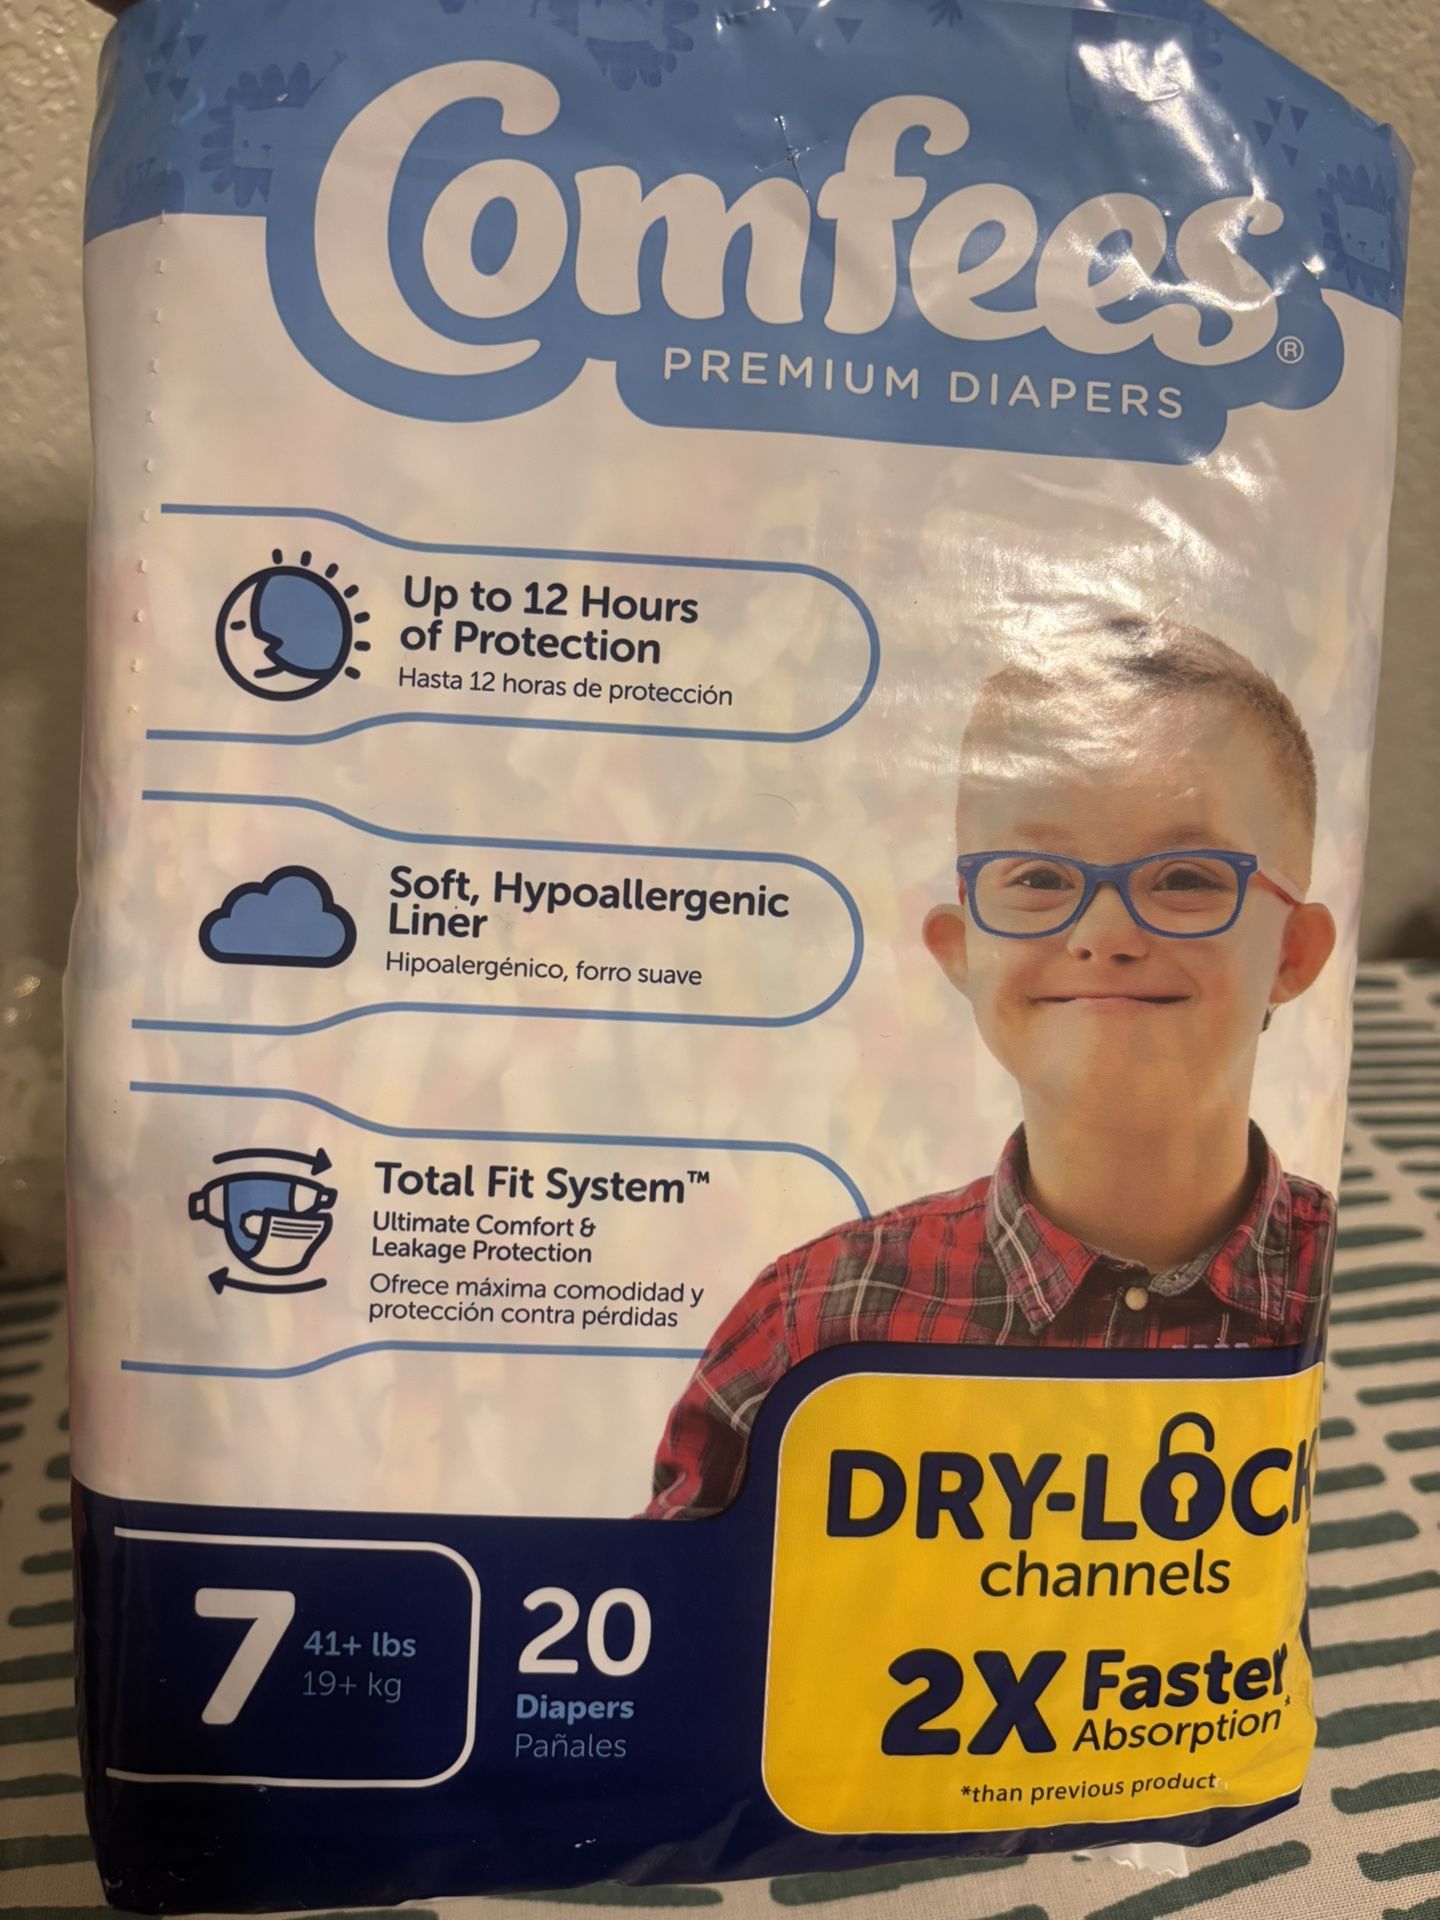 Comfees®
PREMIUM DIAPERS
Up to 12 Hours
of Protection
Hasta 12 horas de protección
Soft, Hypoallergenic
Liner
Hipoalergénico, forro suave
Total Fit System™
Ultimate Comfort &
Leakage Protection
Ofrece máxima comodidad y
protección contra pérdidas
DRY-LOCK
channels
2X Faster
Absorption*
*than previous product
7
41+ lbs
19+ kg
20
Diapers
Pañales